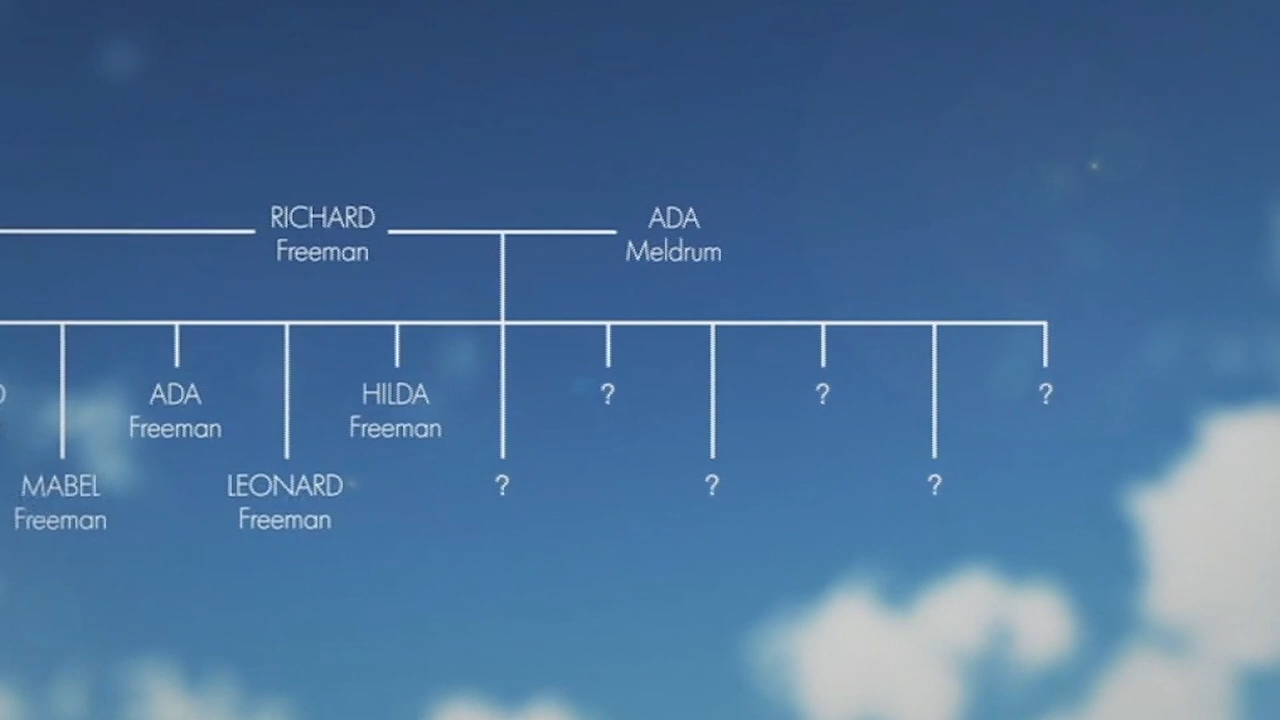 RICHARD
Freeman
ADA
Meldrum
ADA
Freeman
HILDA
Freeman
?
?
?
MABEL
Freeman
LEONARD
Freeman
?
?
?